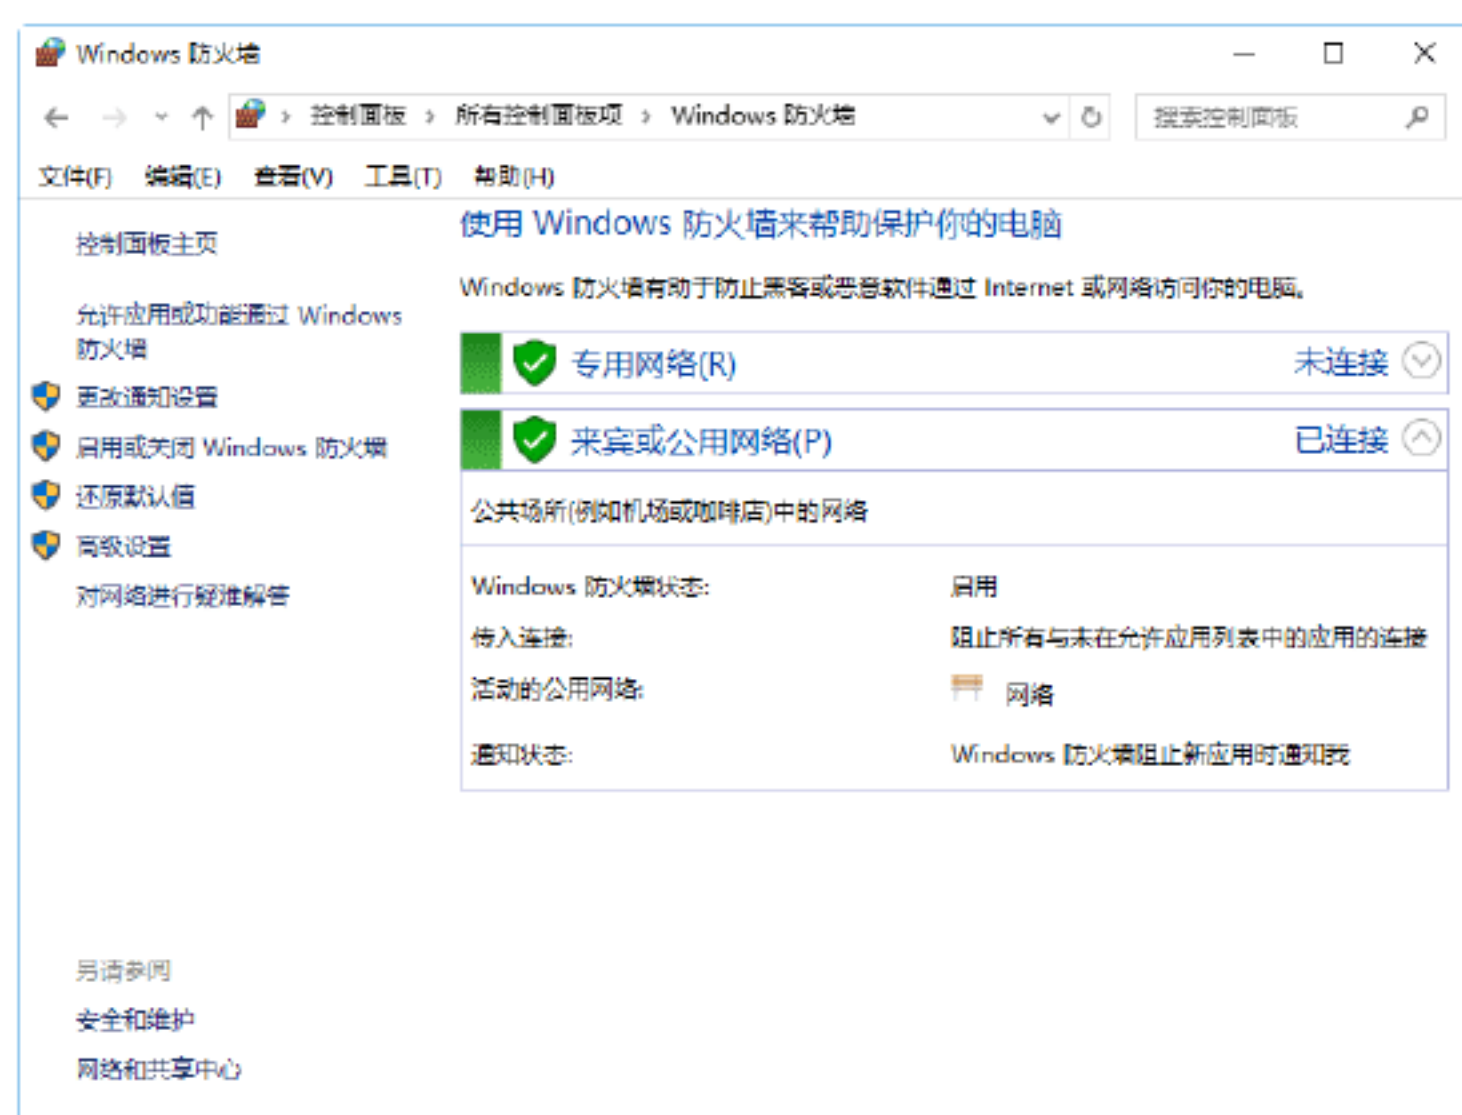 Windows 防火墙
控制面板 › 所有控制面板项 › Windows 防火墙
搜索控制面板
文件(F) 编辑(E) 查看(V) 工具(T) 帮助(H)
控制面板主页
允许应用或功能通过 Windows
防火墙
更改通知设置
启用或关闭 Windows 防火墙
还原默认值
高级设置
对网络进行疑难解答
使用 Windows 防火墙来帮助保护你的电脑
Windows 防火墙有助于防止黑客或恶意软件通过 Internet 或网络访问你的电脑。
专用网络(R) 未连接
来宾或公用网络(P) 已连接
公共场所(例如机场或咖啡店)中的网络
Windows 防火墙状态: 启用
传入连接: 阻止所有与未在允许应用列表中的应用的连接
活动的公用网络: 网络
通知状态: Windows 防火墙阻止新应用时通知我
另请参阅
安全和维护
网络和共享中心